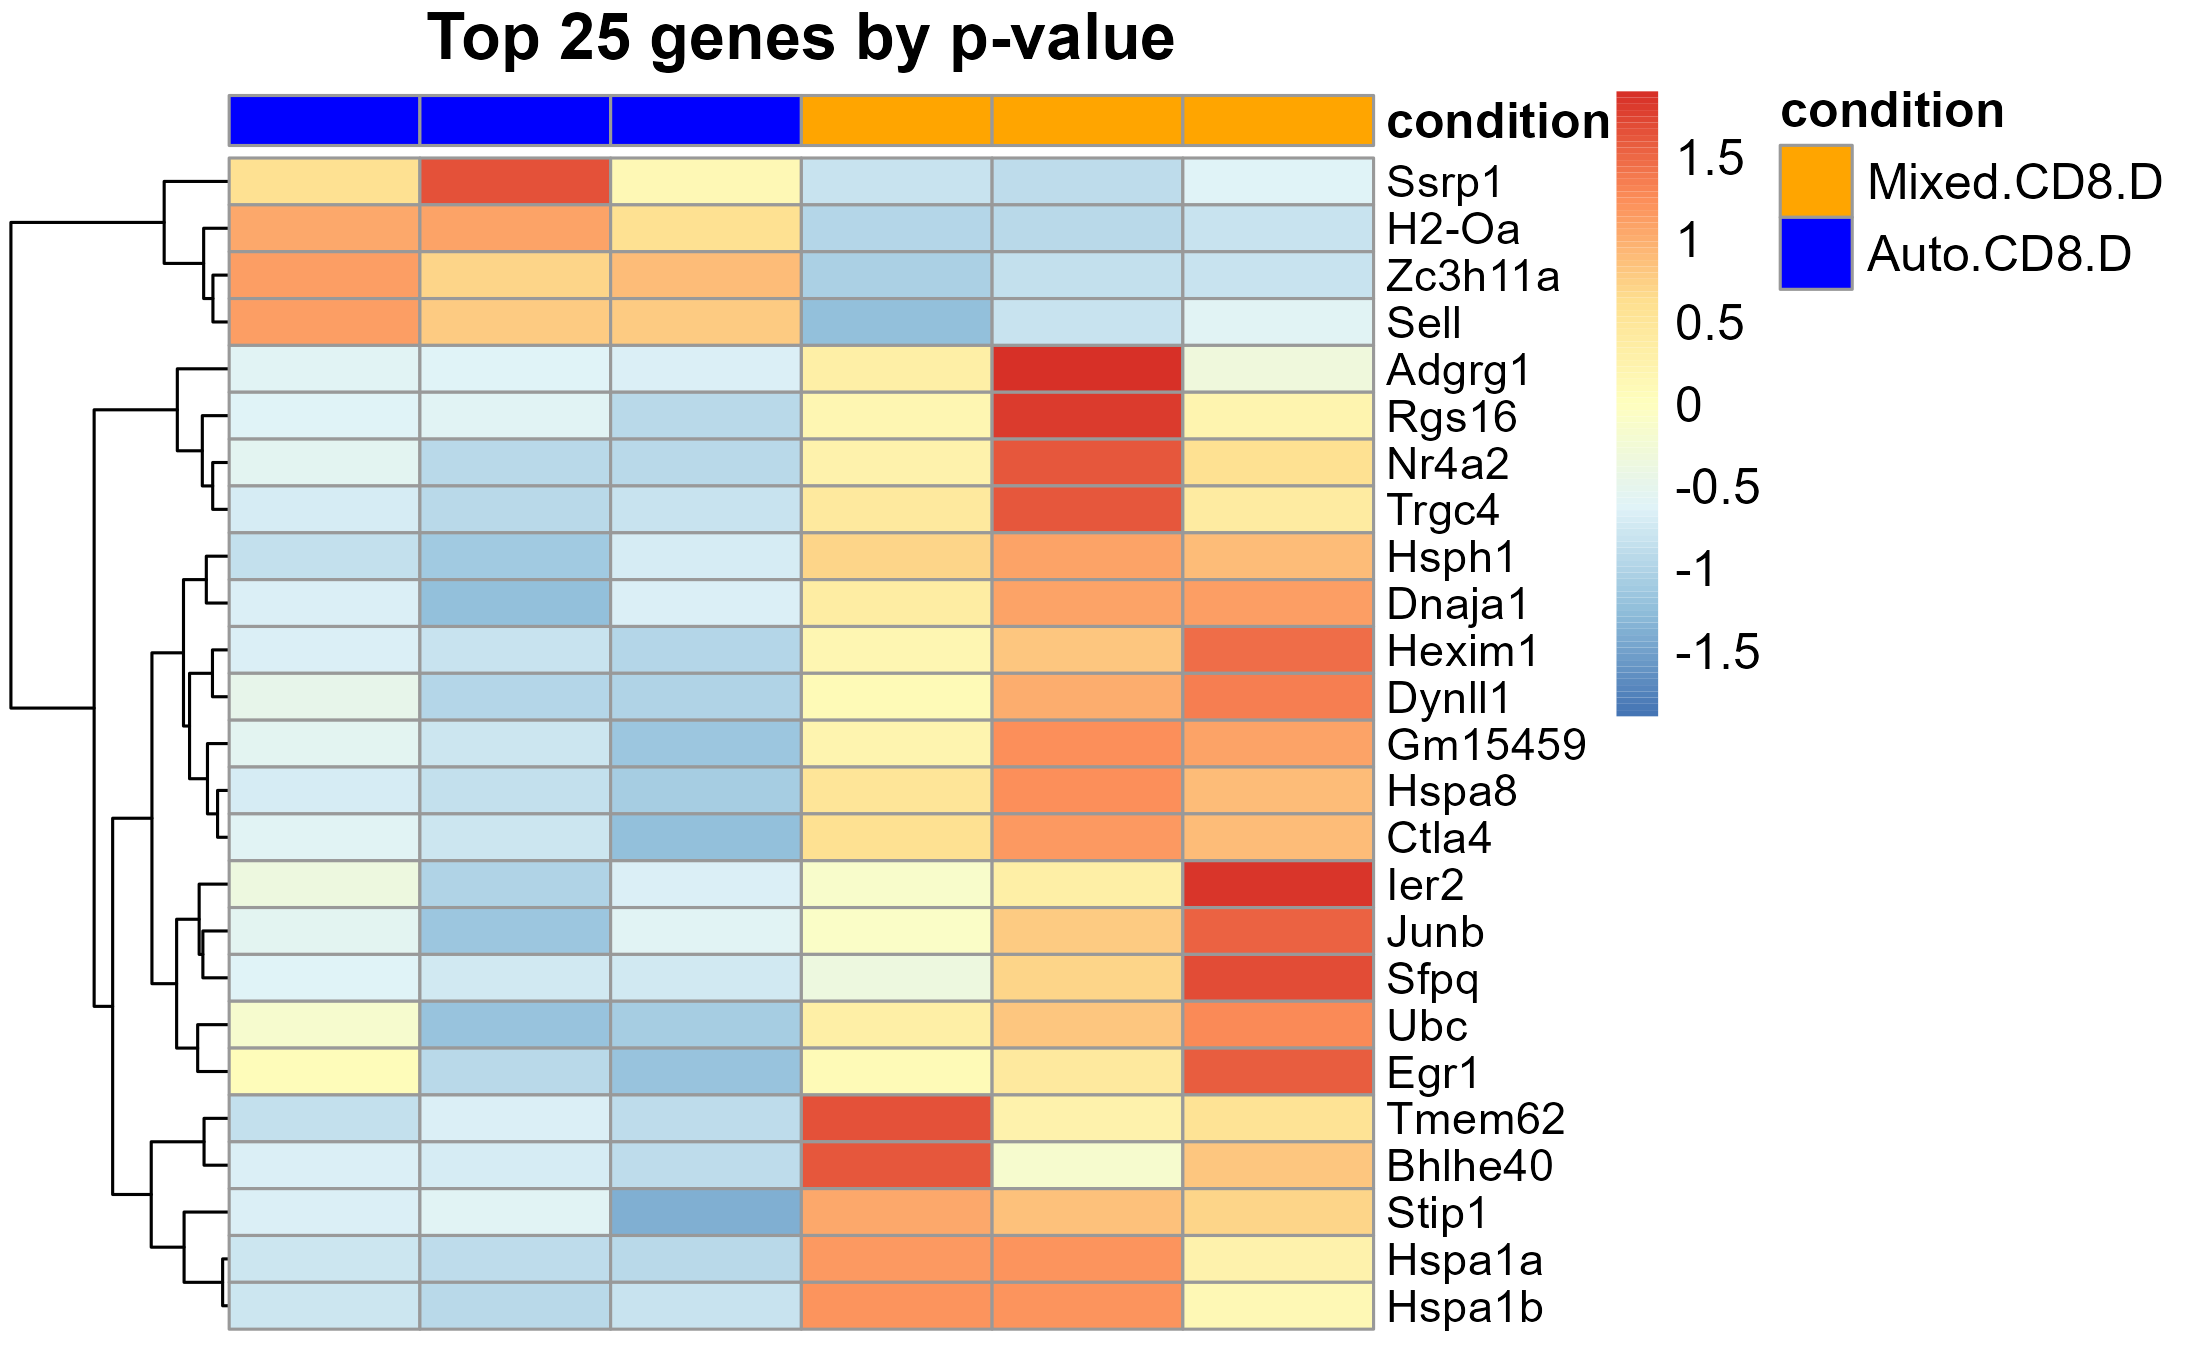 Top 25 genes by p-value
condition
Ssrp1
H2-Oa
Zc3h11a
Sell
Adgrg1
Rgs16
Nr4a2
Trgc4
Hsph1
Dnaja1
Hexim1
Dynll1
Gm15459
Hspa8
Ctla4
Ier2
Junb
Sfpq
Ubc
Egr1
Tmem62
Bhlhe40
Stip1
Hspa1a
Hspa1b
1.5
1
0.5
0
-0.5
-1
-1.5
condition
Mixed.CD8.D
Auto.CD8.D